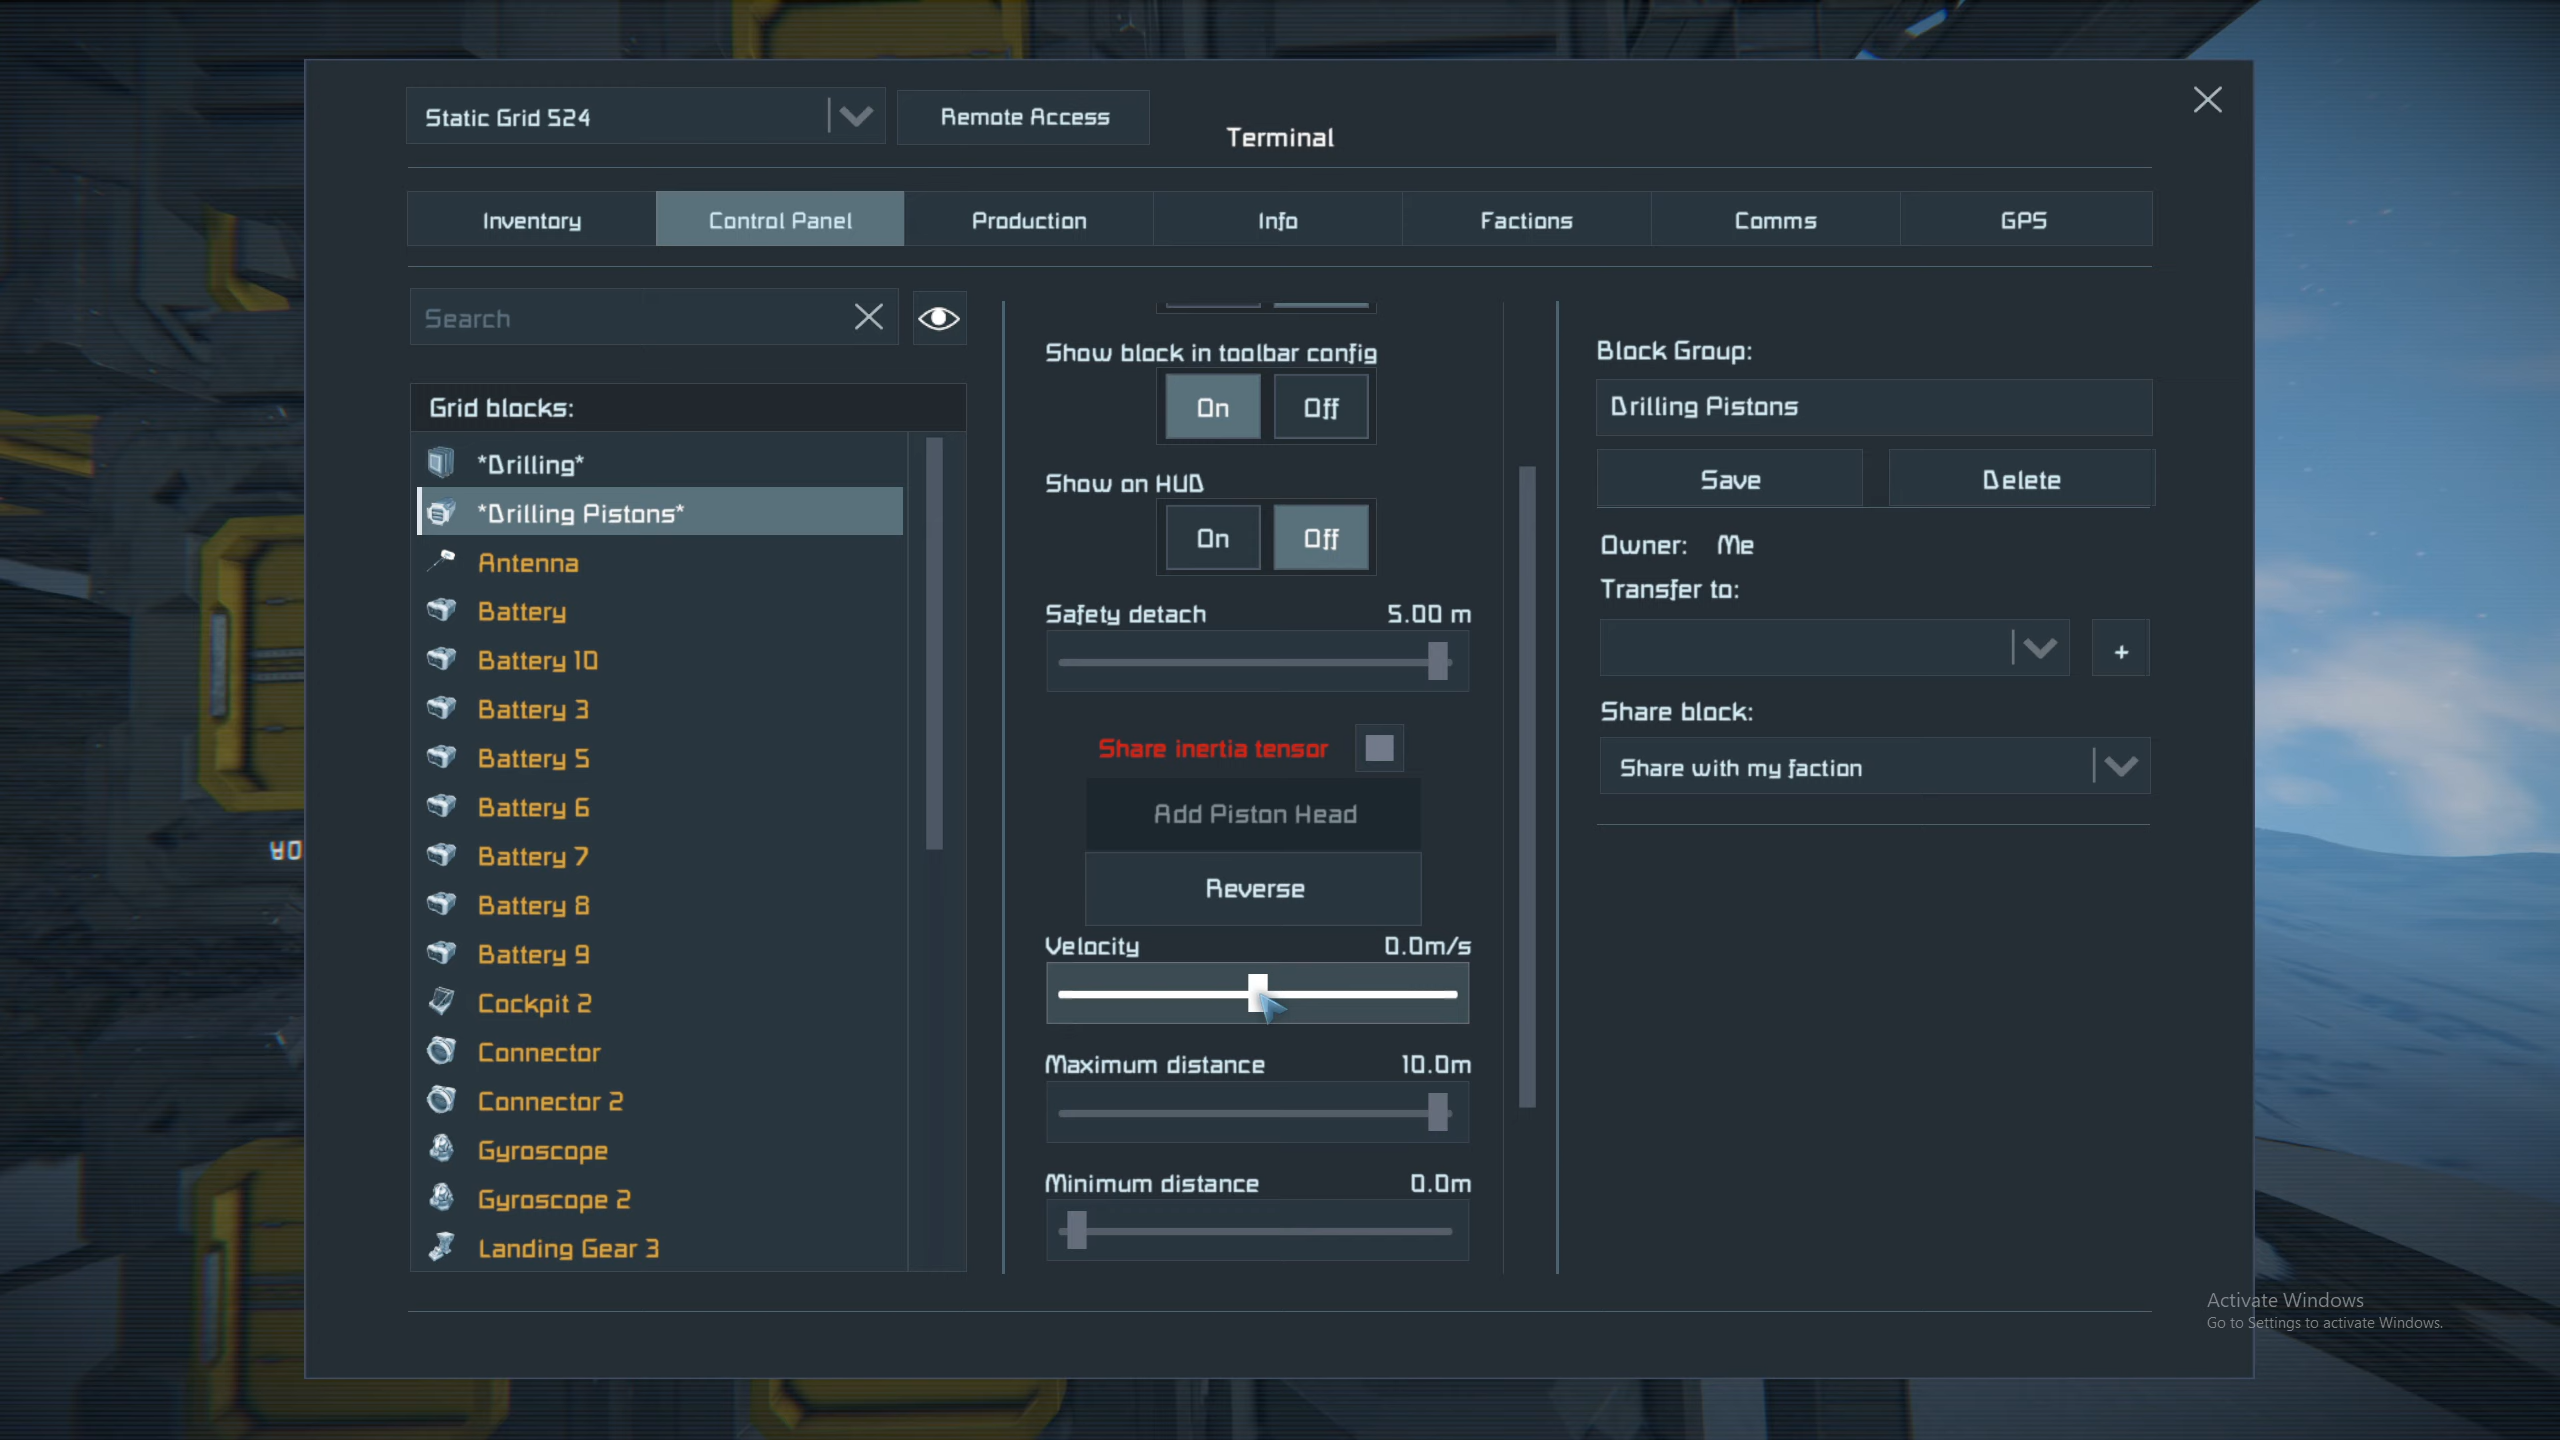 Static Grid 524
Remote Access
Terminal
Inventory
Control Panel
Production
Info
Factions
Comms
GPS
Search
Grid blocks:
*Drilling*
*Drilling Pistons*
Antenna
Battery
Battery 10
Battery 3
Battery 5
Battery 6
Battery 7
Battery 8
Battery 9
Cockpit 2
Connector
Connector 2
Gyroscope
Gyroscope 2
Landing Gear 3
Show block in toolbar config
On Off
Show on HUD
On Off
Safety detach 5.00 m
Share inertia tensor
Add Piston Head
Reverse
Velocity 0.0m/s
Maximum distance 10.0m
Minimum distance 0.0m
Block Group:
Drilling Pistons
Save Delete
Owner: Me
Transfer to:
+
Share block:
Share with my faction
Activate Windows
Go to Settings to activate Windows.